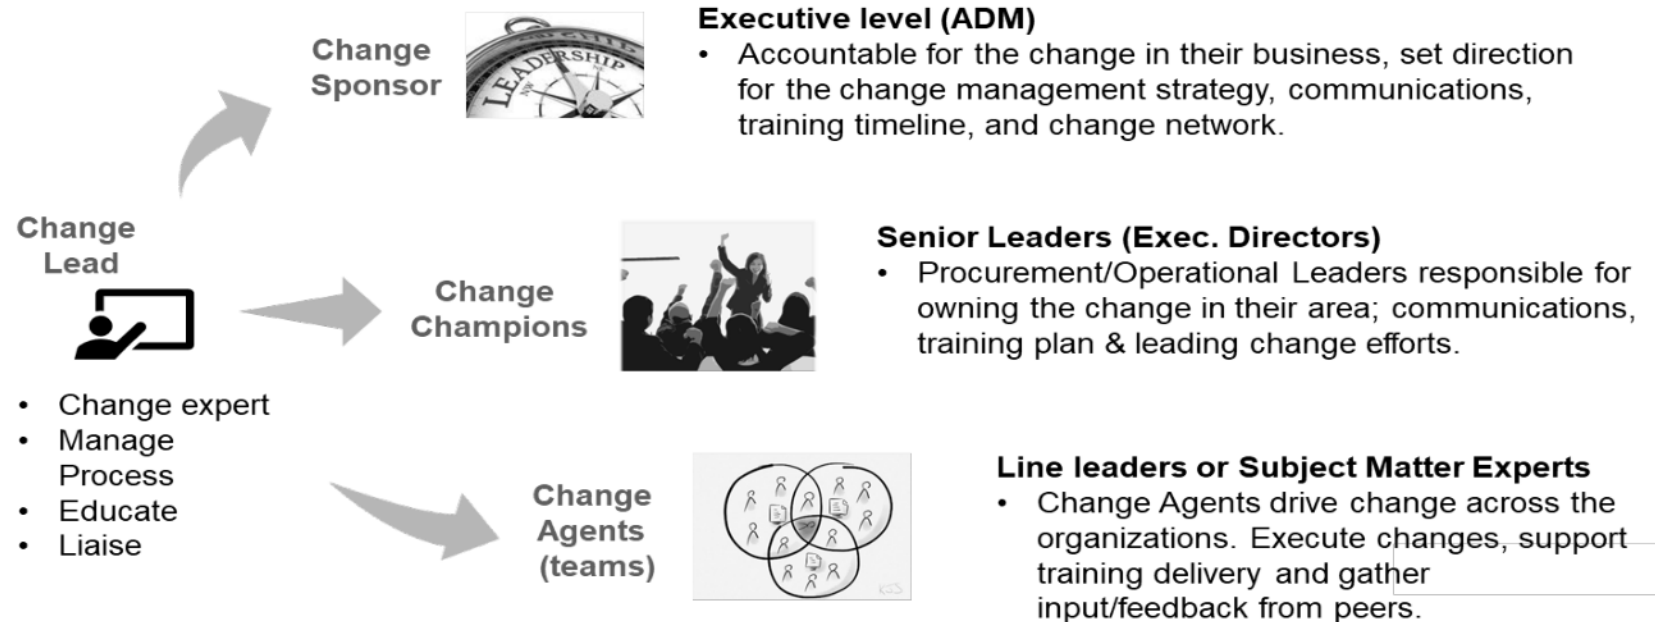 Change
Sponsor
LEADERSHIP
NW
E
Executive level (ADM)
• Accountable for the change in their business, set direction
for the change management strategy, communications,
training timeline, and change network.
Change
Lead
• Change expert
• Manage
Process
• Educate
• Liaise
Change
Champions
Senior Leaders (Exec. Directors)
• Procurement/Operational Leaders responsible for
owning the change in their area; communications,
training plan & leading change efforts.
Change
Agents
(teams)
KSJ
Line leaders or Subject Matter Experts
• Change Agents drive change across the
organizations. Execute changes, support
training delivery and gather
input/feedback from peers.